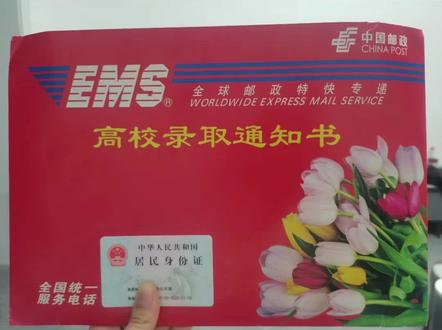 中国邮政
CHINA POST
EMS®
全球邮政特快专递
WORLDWIDE EXPRESS MAIL SERVICE
高校录取通知书
中华人民共和国
居民身份证
全国统一
服务电话